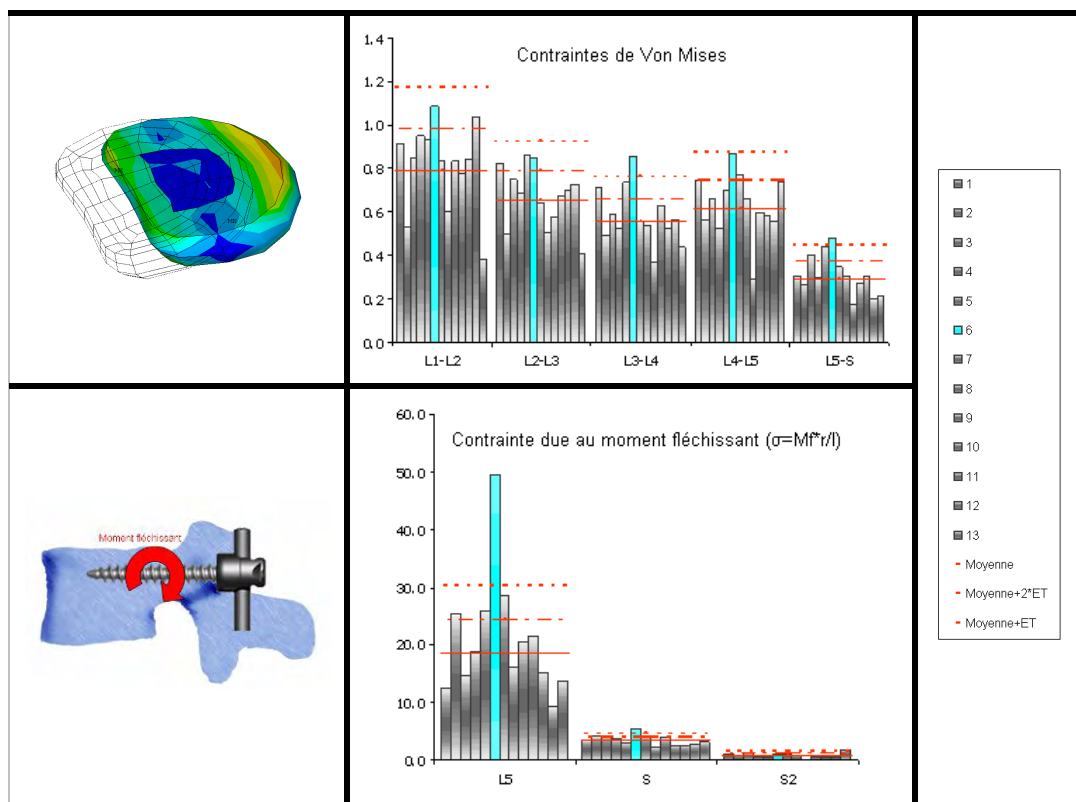 Contraintes de Von Mises
1.4
1.2
1.0
0.8
0.6
0.4
0.2
0.0
L1-L2
L2-L3
L3-L4
L4-L5
L5-S
Moment fléchissant
Contrainte due au moment fléchissant (σ=Mf*r/I)
60.0
50.0
40.0
30.0
20.0
10.0
0.0
L5
S
S2
1
2
3
4
5
6
7
8
9
10
11
12
13
Moyenne
Moyenne+2*ET
Moyenne+ET